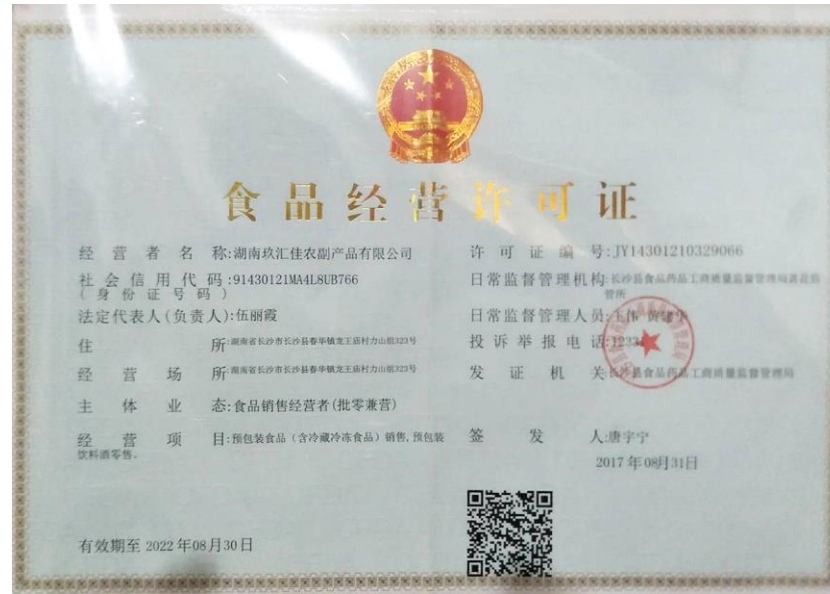 食品经营许可证
经营者名称:湖南玖汇佳农副产品有限公司
社会信用代码:91430121MA4L8UB766
(身份证号码)
法定代表人(负责人):伍丽霞
住所:湖南省长沙市长沙县春华镇龙王庙村力山组323号
经营场所:湖南省长沙市长沙县春华镇龙王庙村力山组323号
主体业态:食品销售经营者(批零兼营)
经营项目:预包装食品(含冷藏冷冻食品)销售,预包装
饮料酒零售。
有效期至 2022年08月30日
许可证编号:JY14301210329066
日常监督管理机构:长沙县食品药品工商质量监督管理局黄花监
管所
日常监督管理人员:王伟 黄建华
投诉举报电话:1233
发证机关:长沙县食品药品工商质量监督管理局
签发人:唐宇宁
2017年08月31日